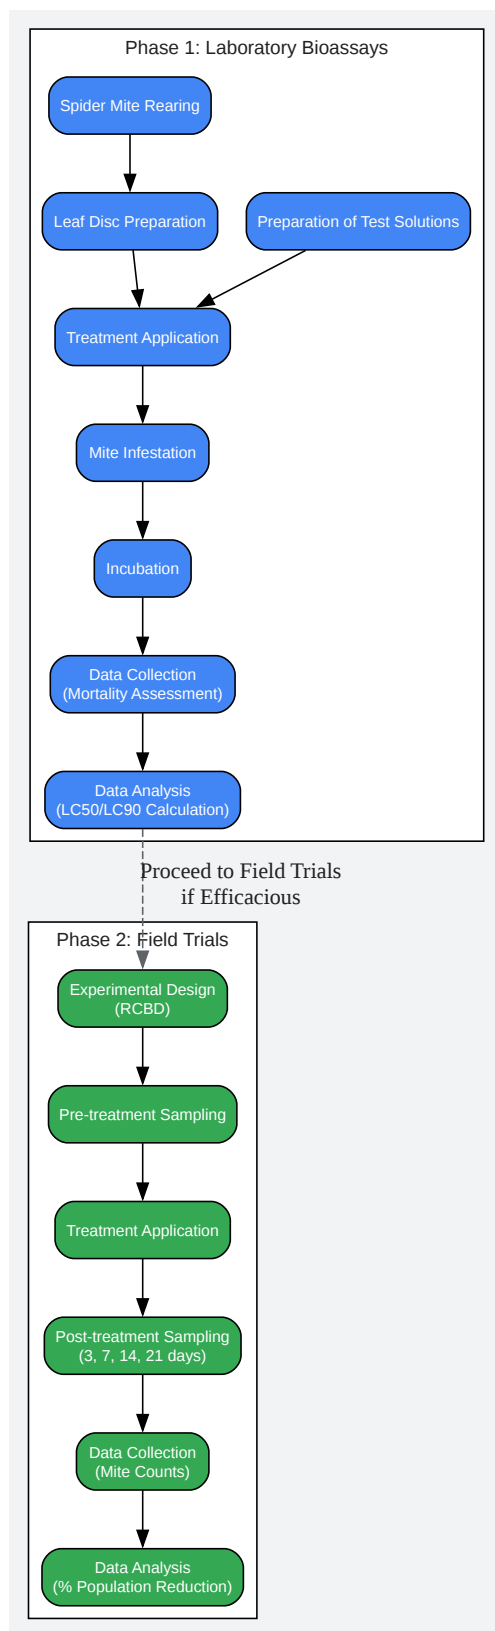 Phase 1: Laboratory Bioassays
Spider Mite Rearing
Leaf Disc Preparation
Preparation of Test Solutions
Treatment Application
Mite Infestation
Incubation
Data Collection
(Mortality Assessment)
Data Analysis
(LC50/LC90 Calculation)
Proceed to Field Trials
if Efficacious
Phase 2: Field Trials
Experimental Design
(RCBD)
Pre-treatment Sampling
Treatment Application
Post-treatment Sampling
(3, 7, 14, 21 days)
Data Collection
(Mite Counts)
Data Analysis
(% Population Reduction)